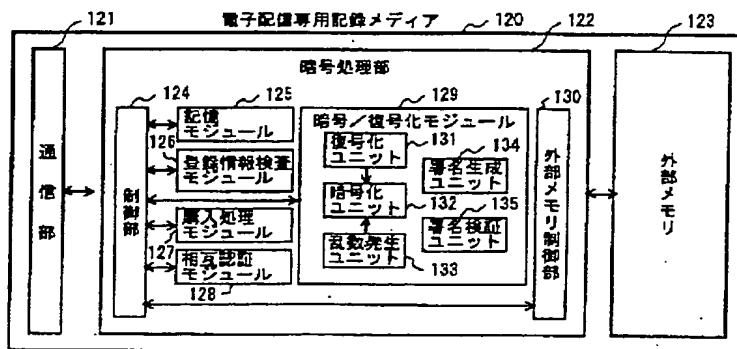 電子配信専用記録メディア
120
122
121
123
暗号処理部
124
125
129
130
記憶
モジュール
126
登録情報検査
モジュール
購入処理
モジュール
127
相互認証
モジュール
128
制御部
通信部
暗号/復号化モジュール
復号化
ユニット
131
暗号化
ユニット
132
乱数発生
ユニット
133
署名生成
ユニット
134
署名検証
ユニット
135
外部メモリ制御部
外部メモリ